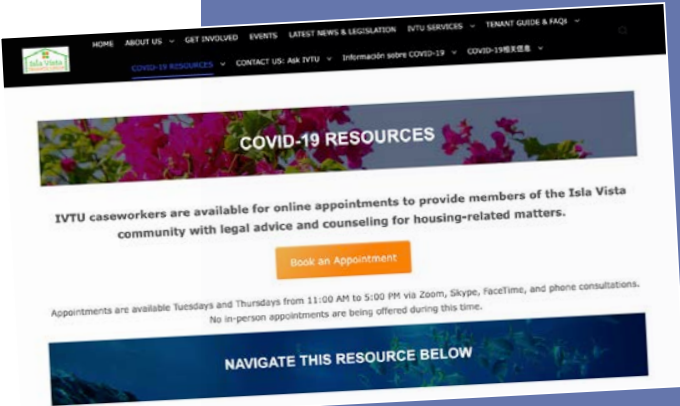 Isla Vista
HOME ABOUT US GET INVOLVED EVENTS LATEST NEWS & LEGISLATION IVTU SERVICES TENANT GUIDE & FAQs
COVID-19 RESOURCES CONTACT US: Ask IVTU Información sobre COVID-19 COVID-19相关信息
COVID-19 RESOURCES
IVTU caseworkers are available for online appointments to provide members of the Isla Vista
community with legal advice and counseling for housing-related matters.
Book an Appointment
Appointments are available Tuesdays and Thursdays from 11:00 AM to 5:00 PM via Zoom, Skype, FaceTime, and phone consultations.
No in-person appointments are being offered during this time.
NAVIGATE THIS RESOURCE BELOW